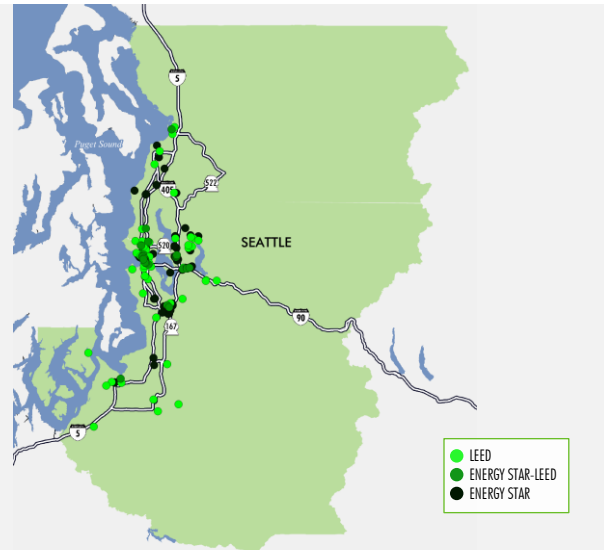 5
Puget Sound
405
522
520
SEATTLE
90
167
5
LEED
ENERGY STAR-LEED
ENERGY STAR